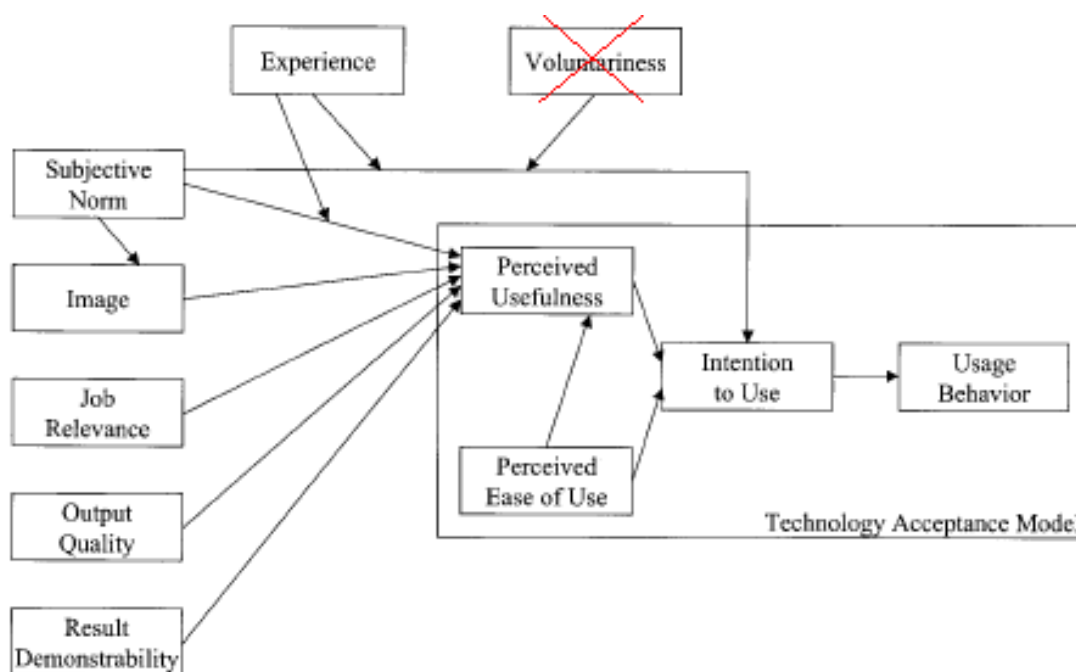 Experience
Voluntariness
Subjective
Norm
Image
Perceived
Usefulness
Intention
to Use
Usage
Behavior
Job
Relevance
Perceived
Ease of Use
Output
Quality
Technology Acceptance Model
Result
Demonstrability